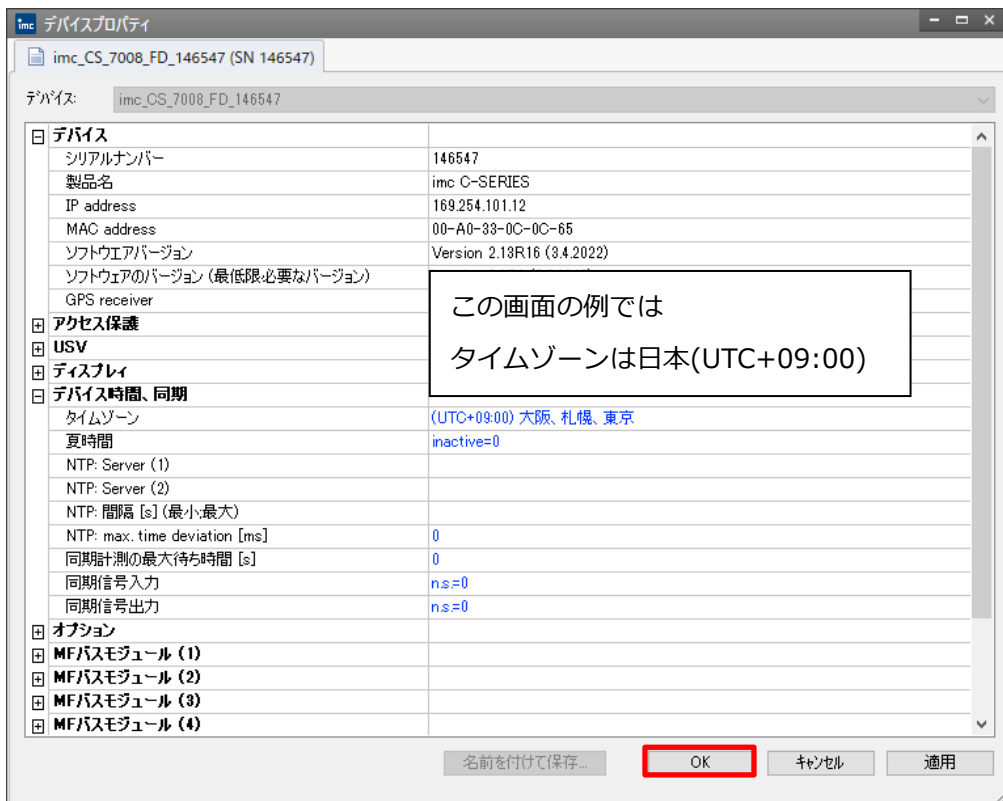 imc デバイスプロパティ
imc_CS_7008_FD_146547 (SN 146547)
デバイス: imc_CS_7008_FD_146547
デバイス
シリアルナンバー 146547
製品名 imc C-SERIES
IP address 169.254.101.12
MAC address 00-A0-33-0C-0C-65
ソフトウエアバージョン Version 2.13R16 (3.4.2022)
ソフトウェアのバージョン (最低限必要なバージョン)
GPS receiver
この画面の例では
タイムゾーンは日本(UTC+09:00)
アクセス保護
USV
ディスプレイ
デバイス時間、同期
タイムゾーン (UTC+09:00) 大阪、札幌、東京
夏時間 inactive=0
NTP: Server (1)
NTP: Server (2)
NTP: 間隔 [s] (最小;最大)
NTP: max. time deviation [ms] 0
同期計測の最大待ち時間 [s] 0
同期信号入力 n.s.=0
同期信号出力 n.s.=0
オプション
MFバスモジュール (1)
MFバスモジュール (2)
MFバスモジュール (3)
MFバスモジュール (4)
名前を付けて保存... OK キャンセル 適用